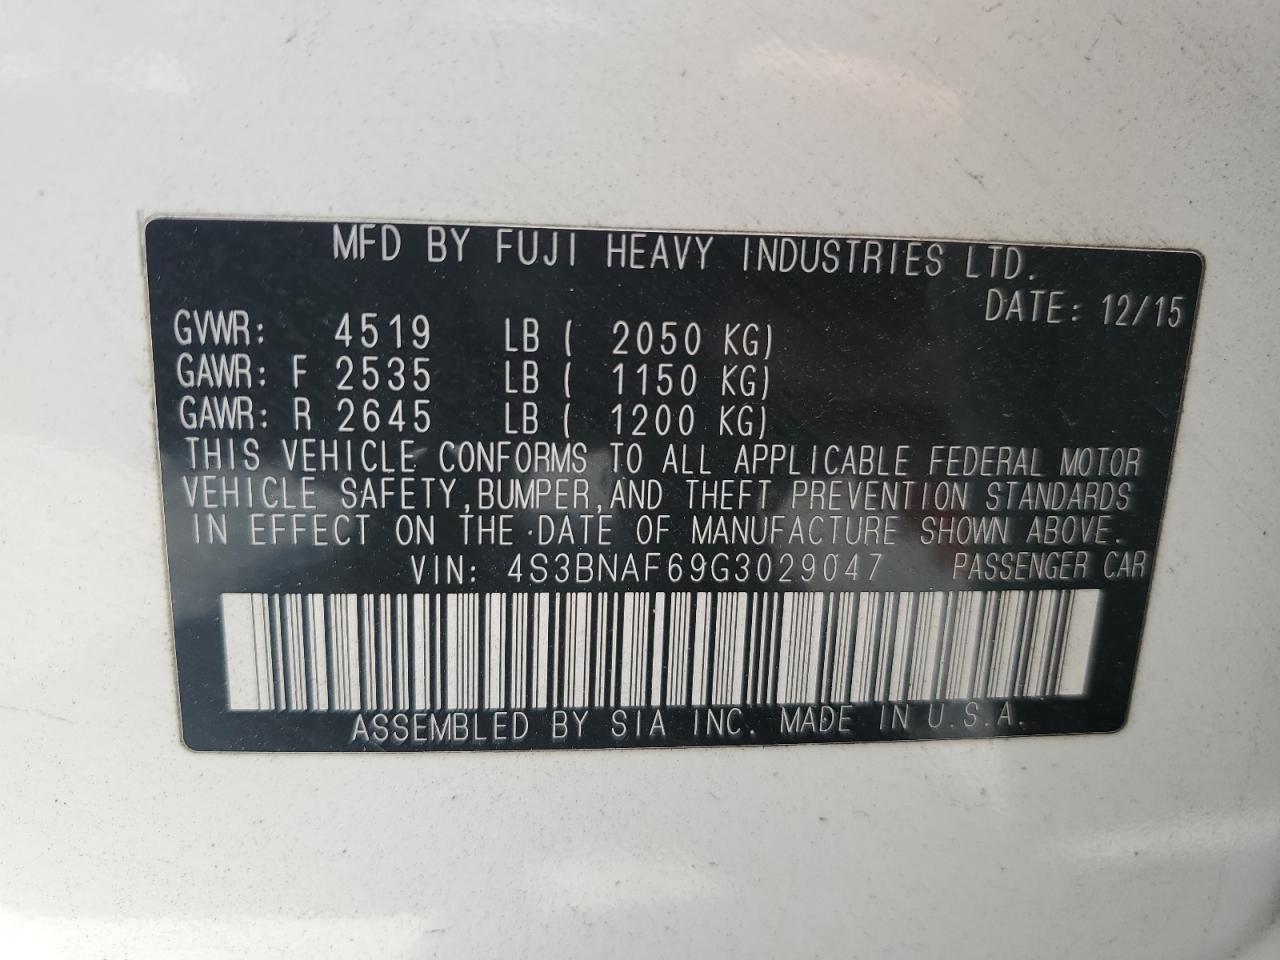 MFD BY FUJI HEAVY INDUSTRIES LTD.
DATE: 12/15
GVWR: 4519 LB ( 2050 KG)
GAWR: F 2535 LB ( 1150 KG)
GAWR: R 2645 LB ( 1200 KG)
THIS VEHICLE CONFORMS TO ALL APPLICABLE FEDERAL MOTOR
VEHICLE SAFETY,BUMPER,AND THEFT PREVENTION STANDARDS
IN EFFECT ON THE DATE OF MANUFACTURE SHOWN ABOVE.
VIN: 4S3BNAF69G3029047 PASSENGER CAR
ASSEMBLED BY SIA INC. MADE IN U.S.A.